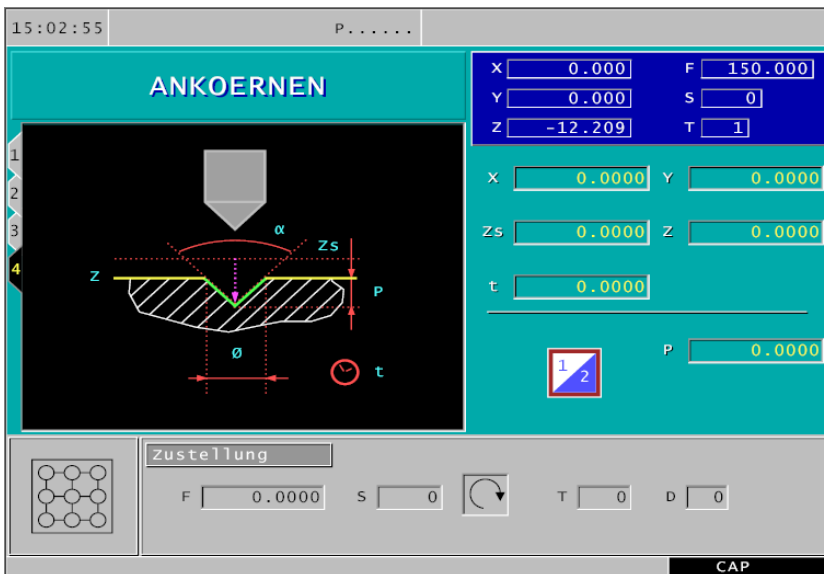 15:02:55 P......
ANKOERNEN
X 0.000 F 150.000
Y 0.000 S 0
Z -12.209 T 1
1
2
3
4
α
Zs
Z
P
Ø
t
X 0.0000 Y 0.0000
Zs 0.0000 Z 0.0000
t 0.0000
P 0.0000
1
2
Zustellung
F 0.0000 S 0 T 0 D 0
CAP